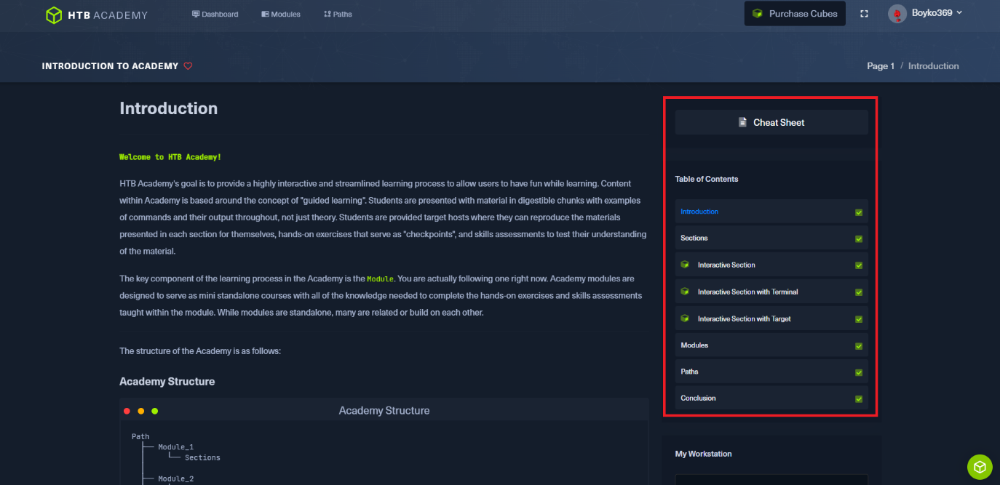 HTB ACADEMY
Dashboard
Modules
Paths
Purchase Cubes
Boyko369
INTRODUCTION TO ACADEMY
Page 1 / Introduction
Introduction
Welcome to HTB Academy!
HTB Academy's goal is to provide a highly interactive and streamlined learning process to allow users to have fun while learning. Content
within Academy is based around the concept of "guided learning". Students are presented with material in digestible chunks with examples
of commands and their output throughout, not just theory. Students are provided target hosts where they can reproduce the materials
presented in each section for themselves, hands-on exercises that serve as "checkpoints", and skills assessments to test their understanding
of the material.
The key component of the learning process in the Academy is the Module. You are actually following one right now. Academy modules are
designed to serve as mini standalone courses with all of the knowledge needed to complete the hands-on exercises and skills assessments
taught within the module. While modules are standalone, many are related or build on each other.
The structure of the Academy is as follows:
Academy Structure
Academy Structure
Path
├── Module_1
└── Sections
├── Module_2
Cheat Sheet
Table of Contents
Introduction
Sections
Interactive Section
Interactive Section with Terminal
Interactive Section with Target
Modules
Paths
Conclusion
My Workstation